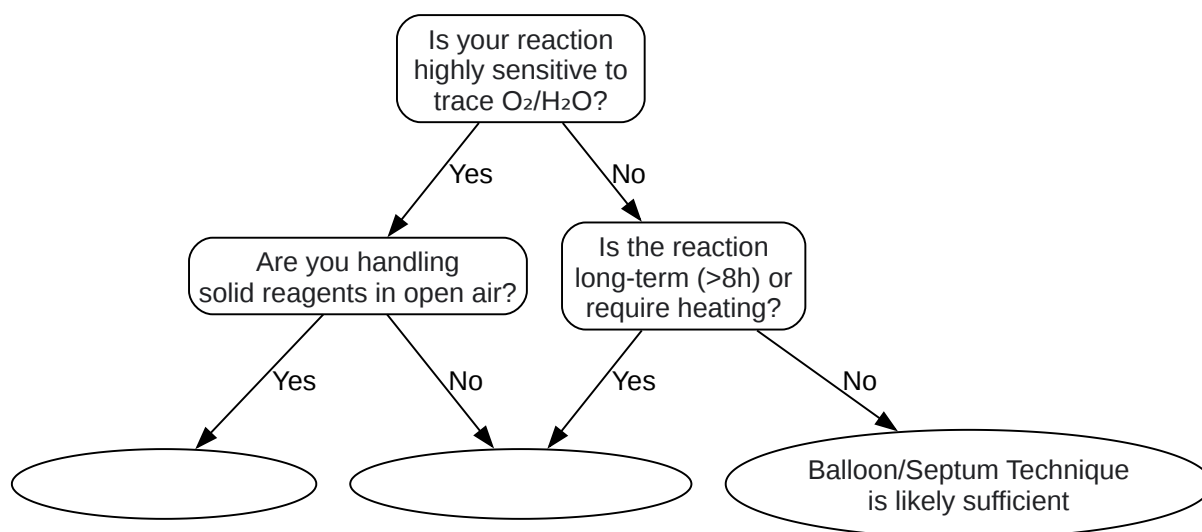 Is your reaction
highly sensitive to
trace O₂/H₂O?
Yes
No
Are you handling
solid reagents in open air?
Is the reaction
long-term (>8h) or
require heating?
Yes
No
Yes
No
Balloon/Septum Technique
is likely sufficient